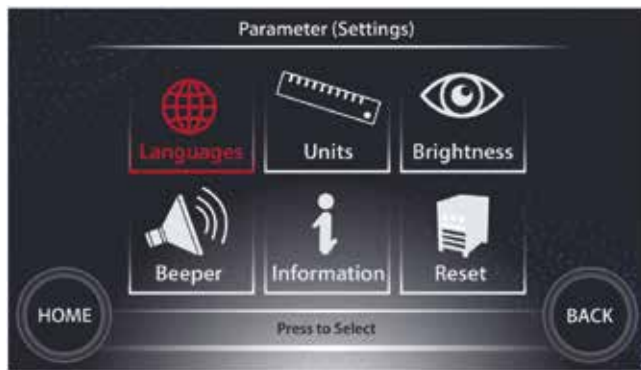 Parameter (Settings)
Languages
Units
Brightness
Beeper
Information
Reset
HOME
Press to Select
BACK